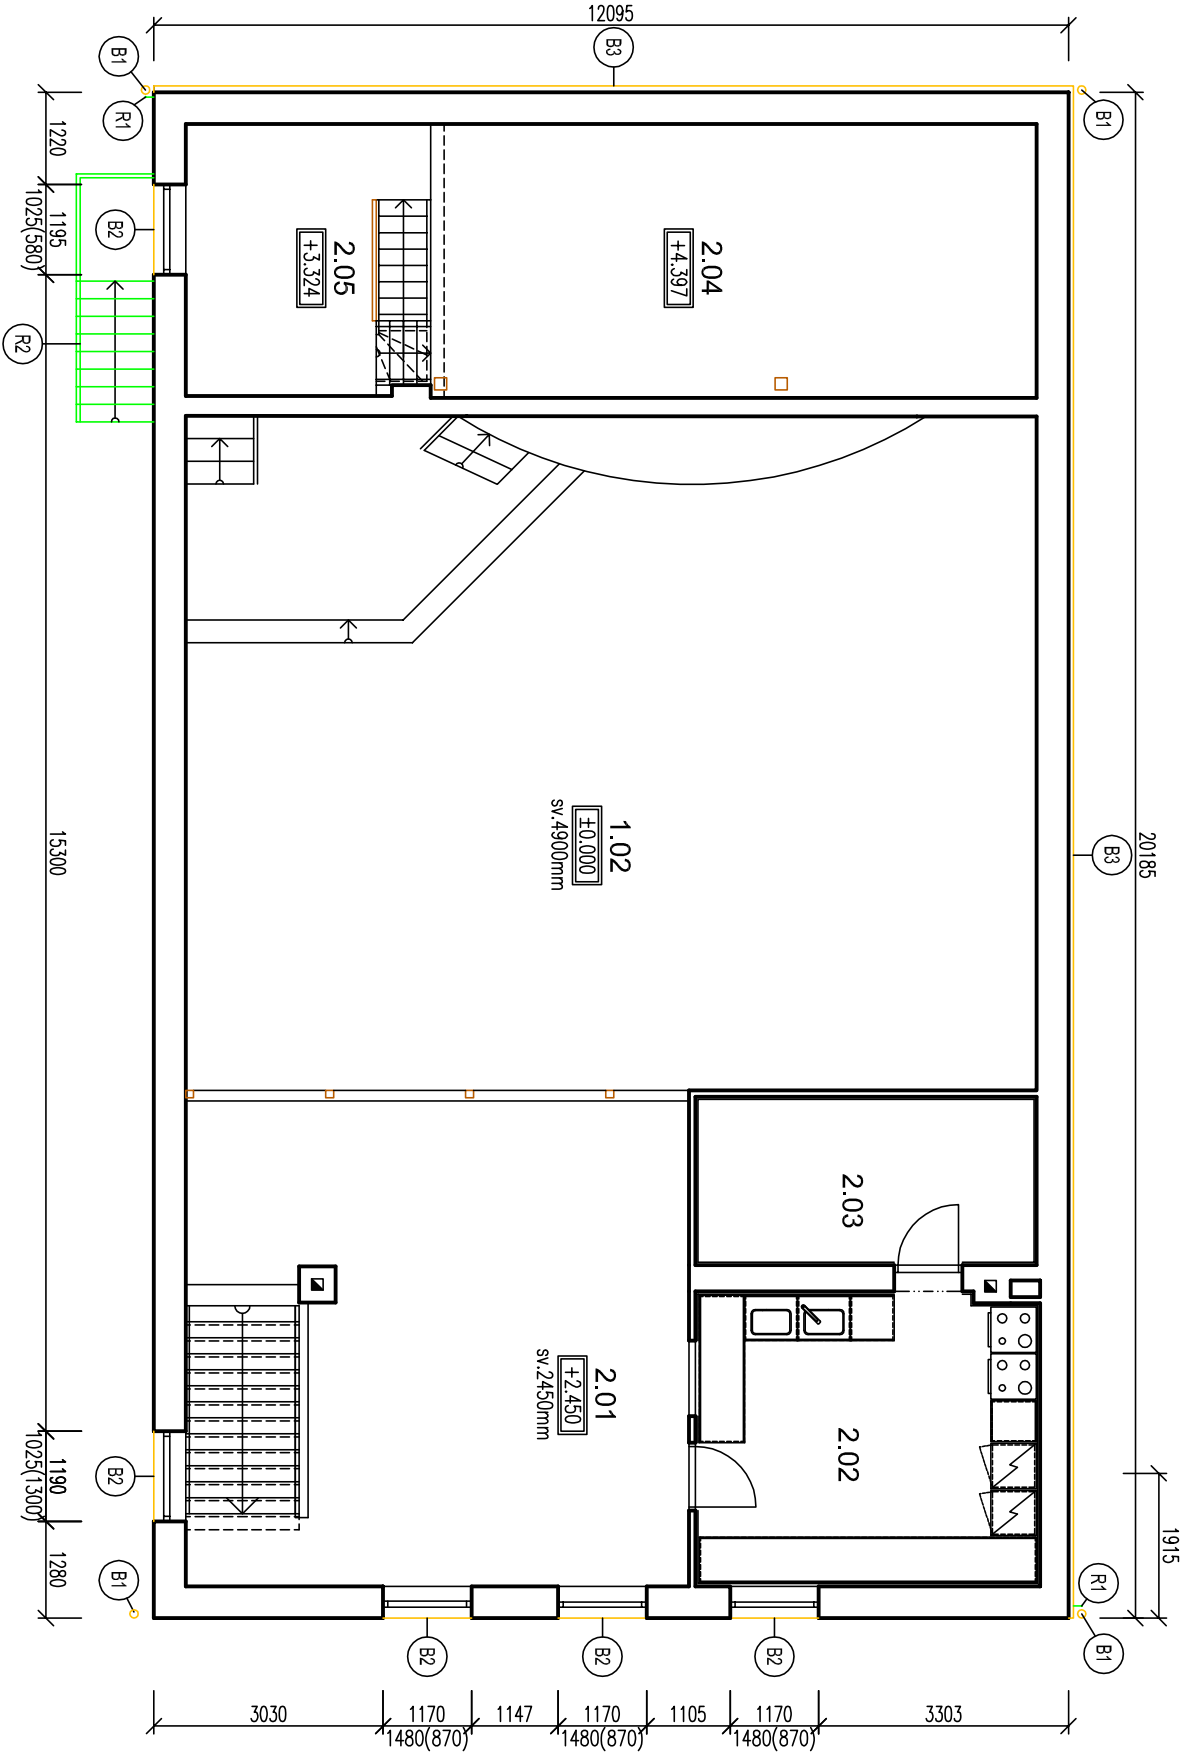 12095
B3
B1
B1
R1
1220
1195
1025(580)
B2
R2
2.05
+3.324
2.04
+4.397
20185
B3
15300
1.02
±0.000
sv.4900mm
2.03
2.01
+2.450
sv.2450mm
2.02
1190
1025(1300)
B2
1280
B1
1915
R1
B1
B2
B2
B2
3030
1170
1480(870)
1147
1170
1480(870)
1105
1170
1480(870)
3303